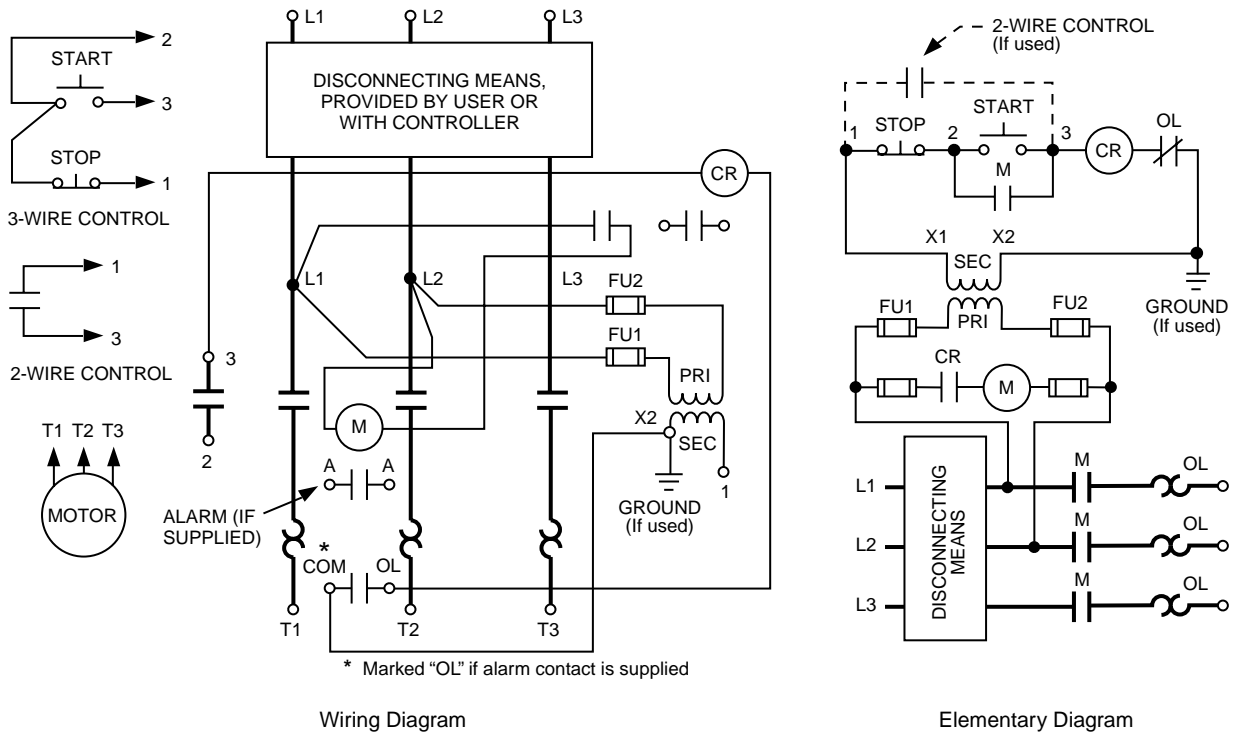 L1
L2
L3
2
START
3
STOP
1
3-WIRE CONTROL
1
3
2-WIRE CONTROL
T1 T2 T3
MOTOR
DISCONNECTING MEANS,
PROVIDED BY USER OR
WITH CONTROLLER
CR
L1
L2
L3
FU2
FU1
3
2
PRI
X2
SEC
1
M
A
A
ALARM (IF
SUPPLIED)
GROUND
(If used)
*
COM
OL
T1
T2
T3
* Marked “OL” if alarm contact is supplied
Wiring Diagram
2-WIRE CONTROL
(If used)
START
OL
1
STOP
2
3
CR
M
X1
X2
SEC
FU1
PRI
FU2
GROUND
(If used)
CR
M
L1
L2
L3
DISCONNECTING
MEANS
M
OL
M
OL
M
OL
Elementary Diagram